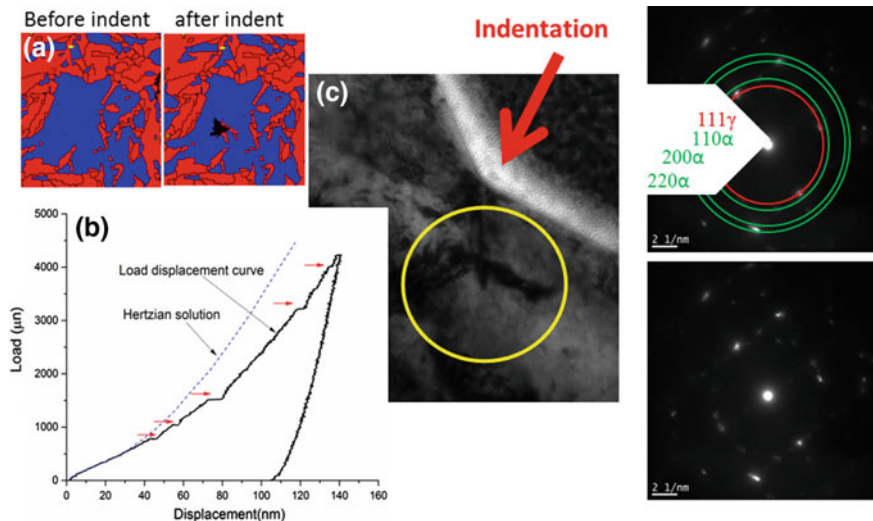 Before indent
after indent
(a)
Indentation
(c)
(b)
5000
4000
3000
2000
1000
0
Load (μn)
Load displacement curve
Hertzian solution
0 20 40 60 80 100 120 140 160
Displacement(nm)
111γ
110α
200α
220α
2 1/nm
2 1/nm